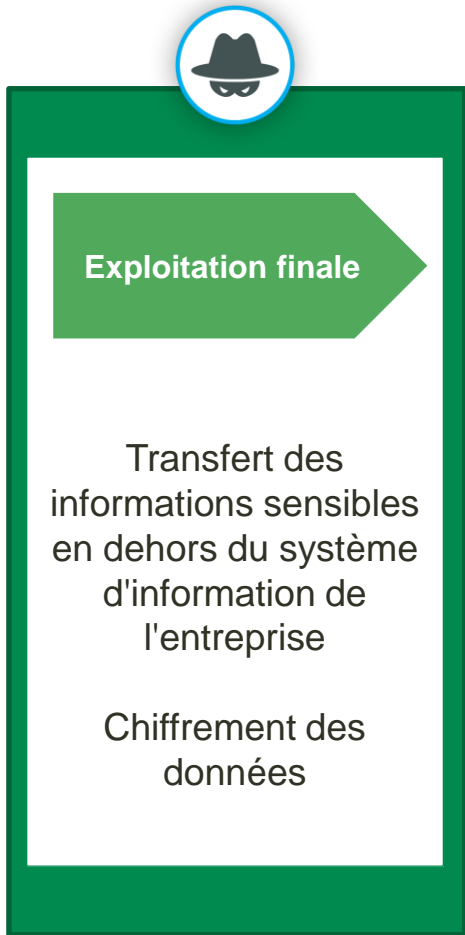 Exploitation finale
Transfert des
informations sensibles
en dehors du système
d'information de
l'entreprise
Chiffrement des
données